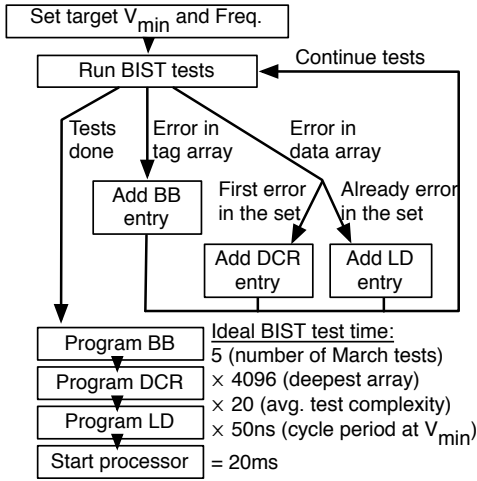 Set target Vmin and Freq.
Run BIST tests
Continue tests
Tests
done
Error in
tag array
Error in
data array
Add BB
entry
First error
in the set
Already error
in the set
Add DCR
entry
Add LD
entry
Program BB
Program DCR
Program LD
Start processor
Ideal BIST test time:
5 (number of March tests)
× 4096 (deepest array)
× 20 (avg. test complexity)
× 50ns (cycle period at Vmin)
= 20ms